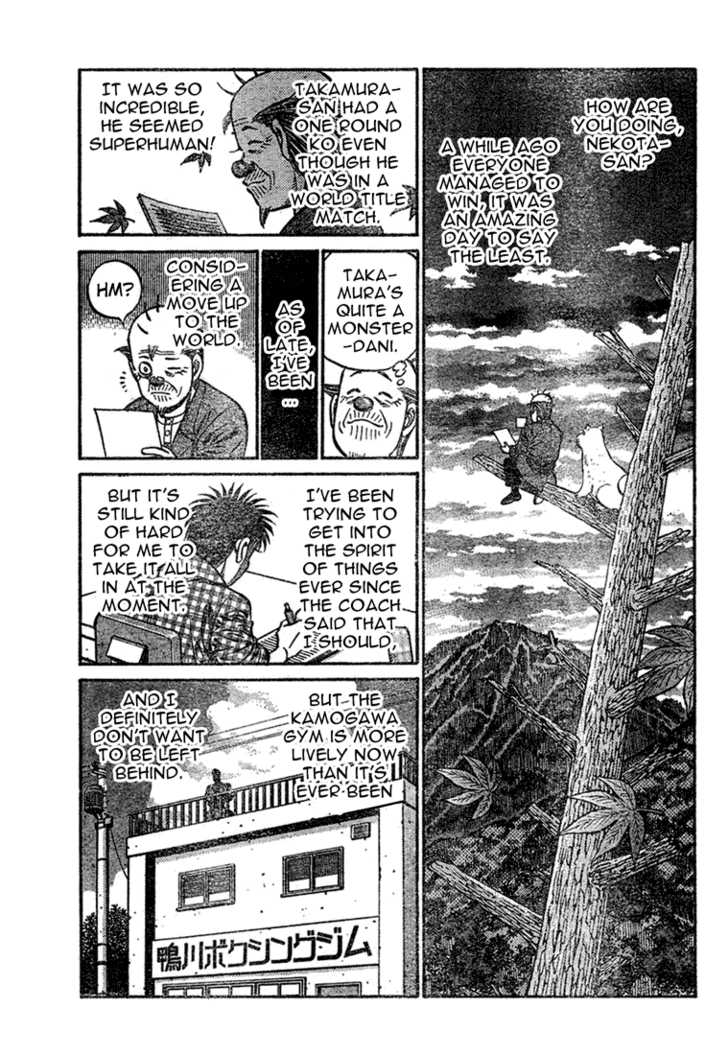 HOW ARE
YOU DOING,
NEKOTA-
SAN?
A WHILE AGO
EVERYONE
MANAGED TO
WIN, IT WAS
AN AMAZING
DAY TO SAY
THE LEAST.
TAKAMURA-
SAN HAD A
ONE ROUND
KO EVEN
THOUGH HE
WAS IN A
WORLD TITLE
MATCH.
IT WAS SO
INCREDIBLE,
HE SEEMED
SUPERHUMAN!
TAKA-
MURA'S
QUITE A
MONSTER
-DANI.
AS
OF
LATE,
I'VE
BEEN
...
CONSID-
ERING A
MOVE UP
TO THE
WORLD.
HM?
I'VE BEEN
TRYING TO
GET INTO
THE SPIRIT
OF THINGS
EVER SINCE
THE COACH
SAID THAT
I SHOULD,
BUT IT'S
STILL KIND
OF HARD
FOR ME TO
TAKE IT ALL
IN AT THE
MOMENT.
BUT THE
KAMOGAWA
GYM IS MORE
LIVELY NOW
THAN IT'S
EVER BEEN
AND I
DEFINITELY
DON'T WANT
TO BE LEFT
BEHIND.
鴨川ボクシングジム